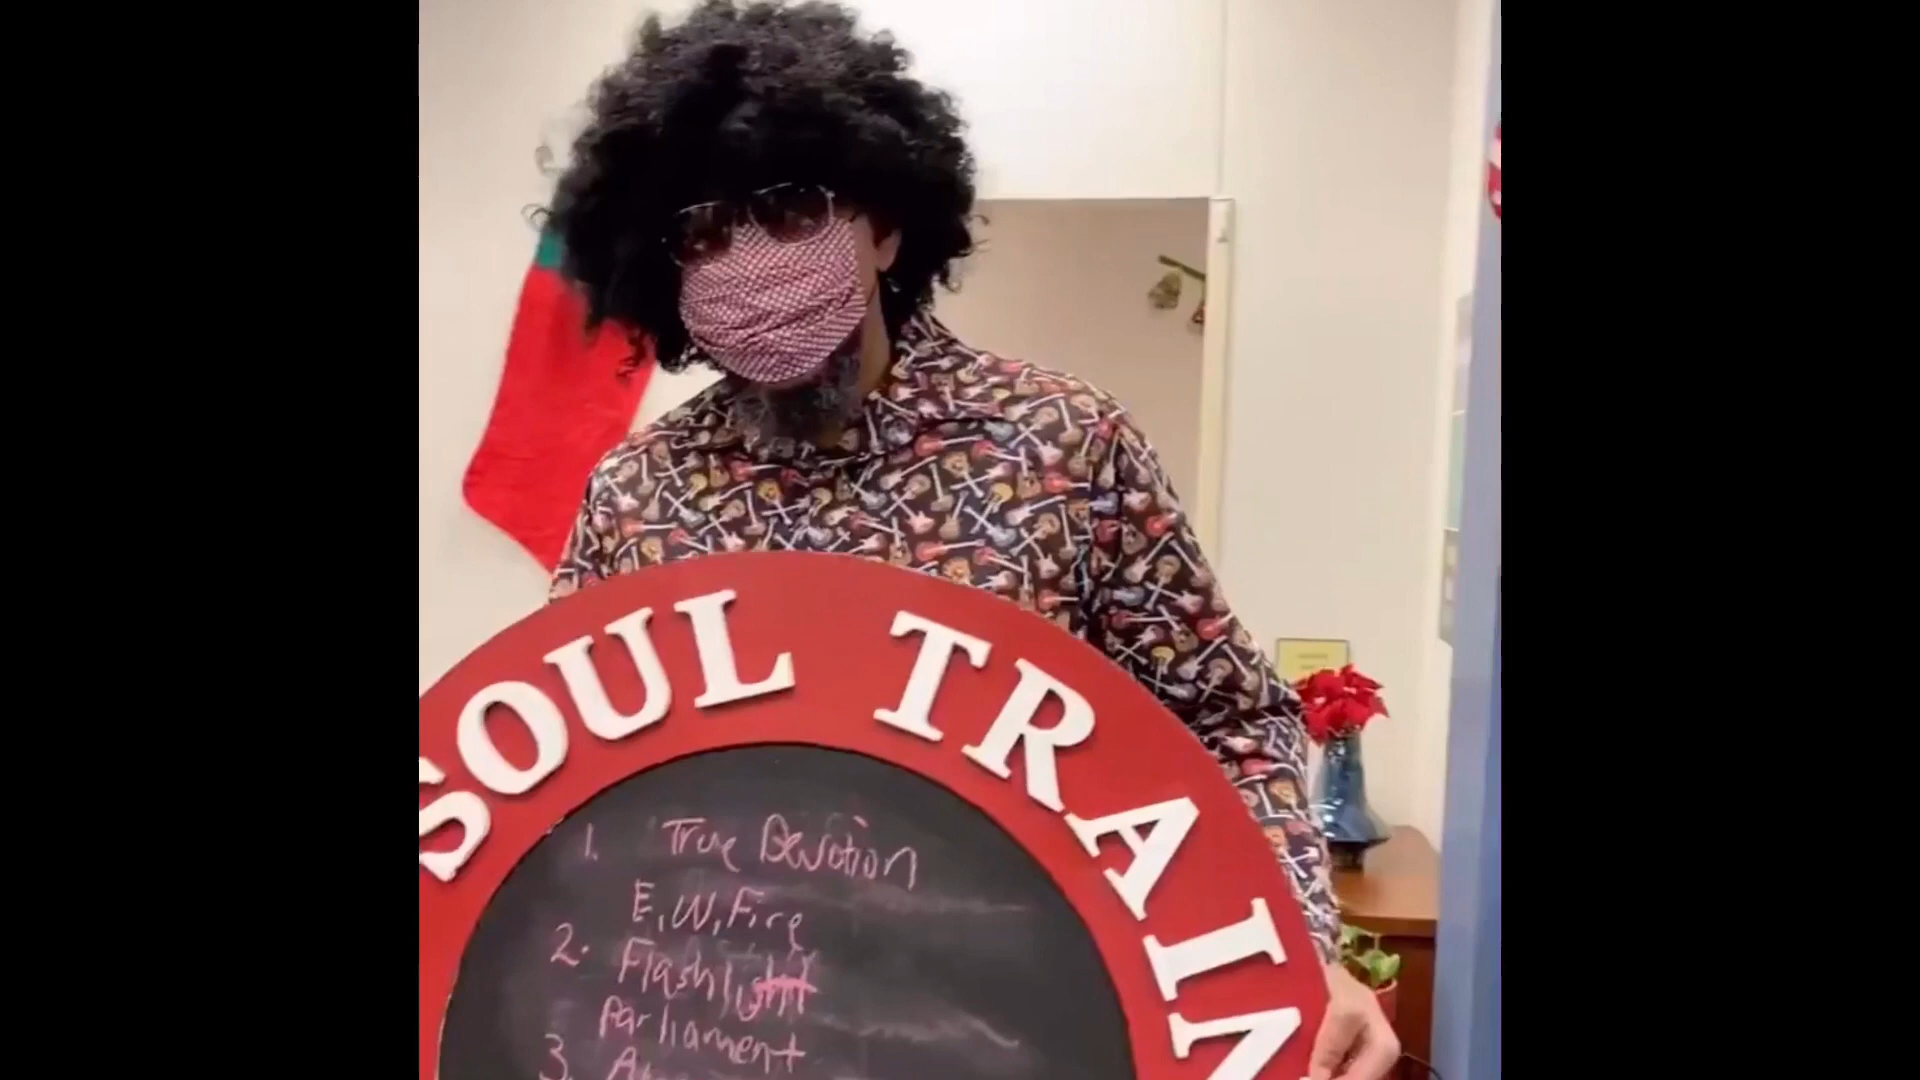 SOUL TRAIN
1. True Devotion
E, W, Fire
2. Flashlight
Parliament
3.